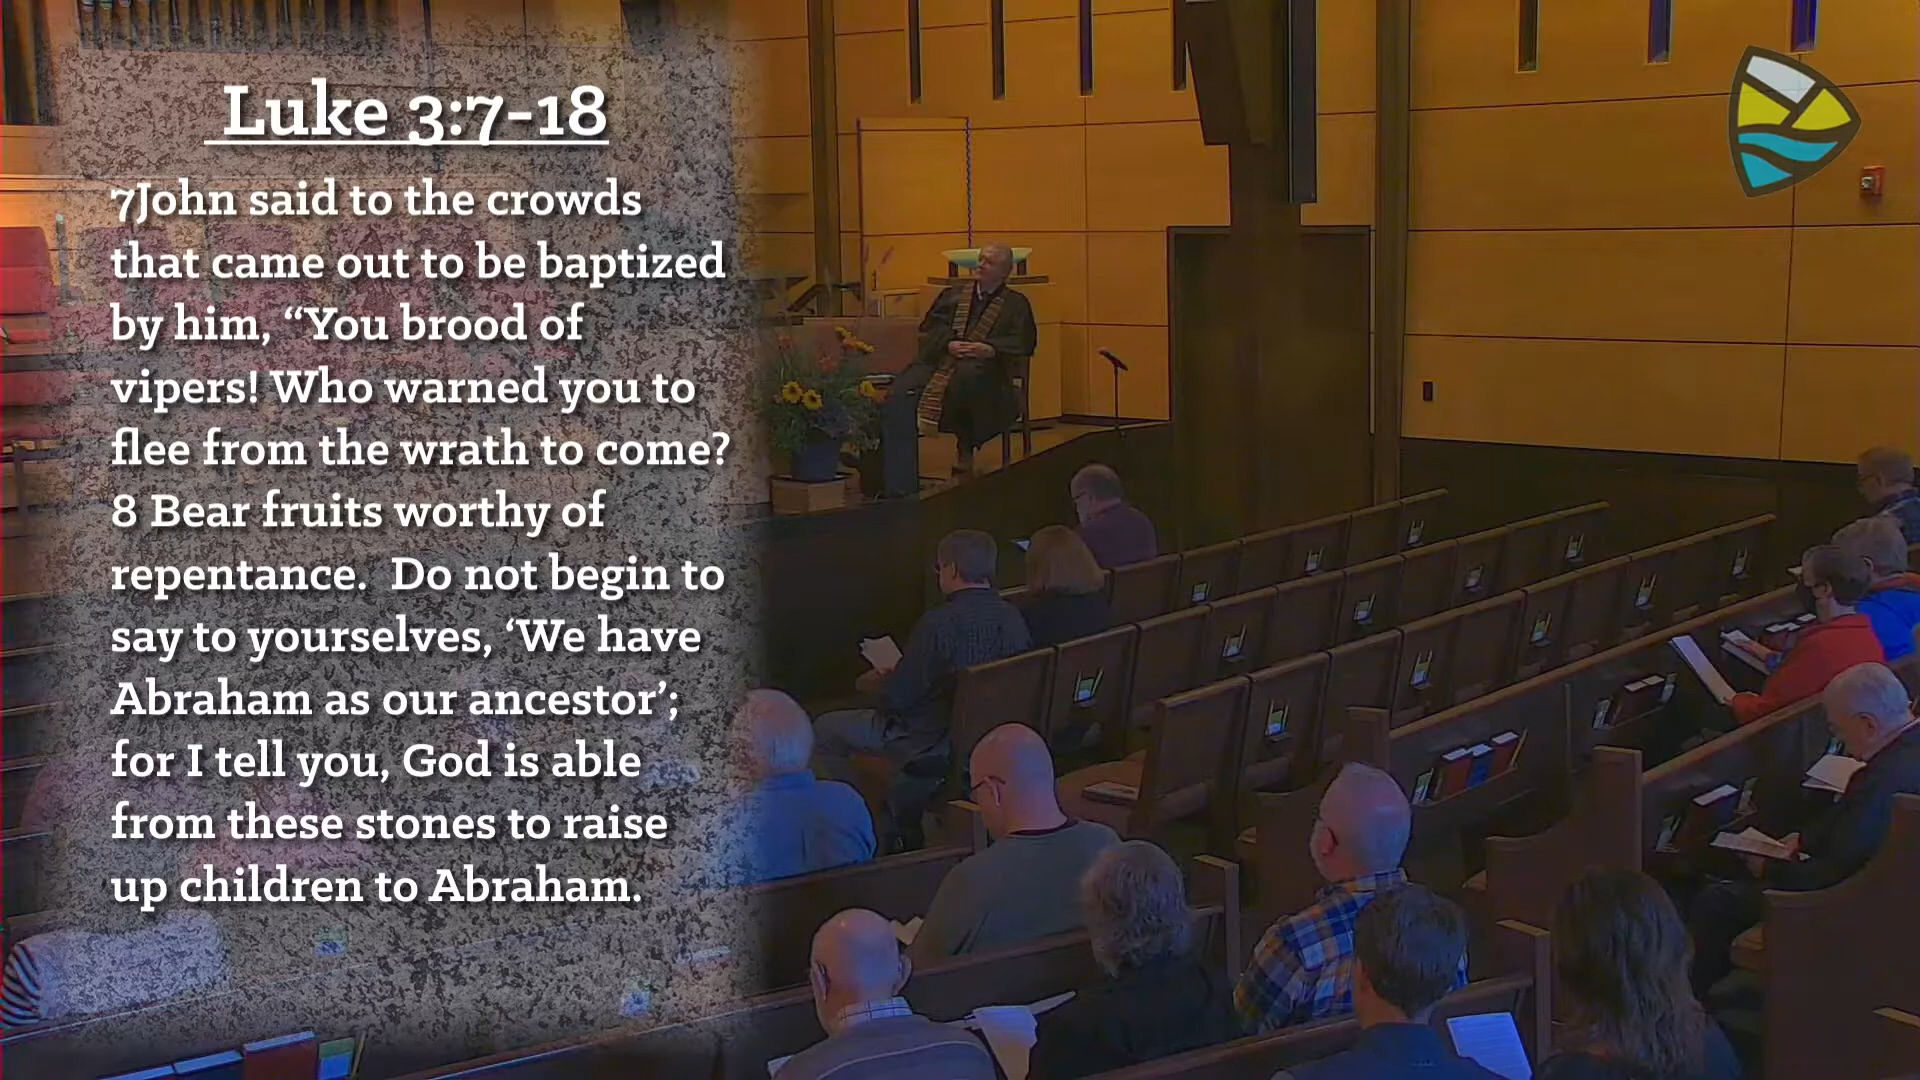 Luke 3:7-18
7John said to the crowds
that came out to be baptized
by him, “You brood of
vipers! Who warned you to
flee from the wrath to come?
8 Bear fruits worthy of
repentance.  Do not begin to
say to yourselves, ‘We have
Abraham as our ancestor’;
for I tell you, God is able
from these stones to raise
up children to Abraham.